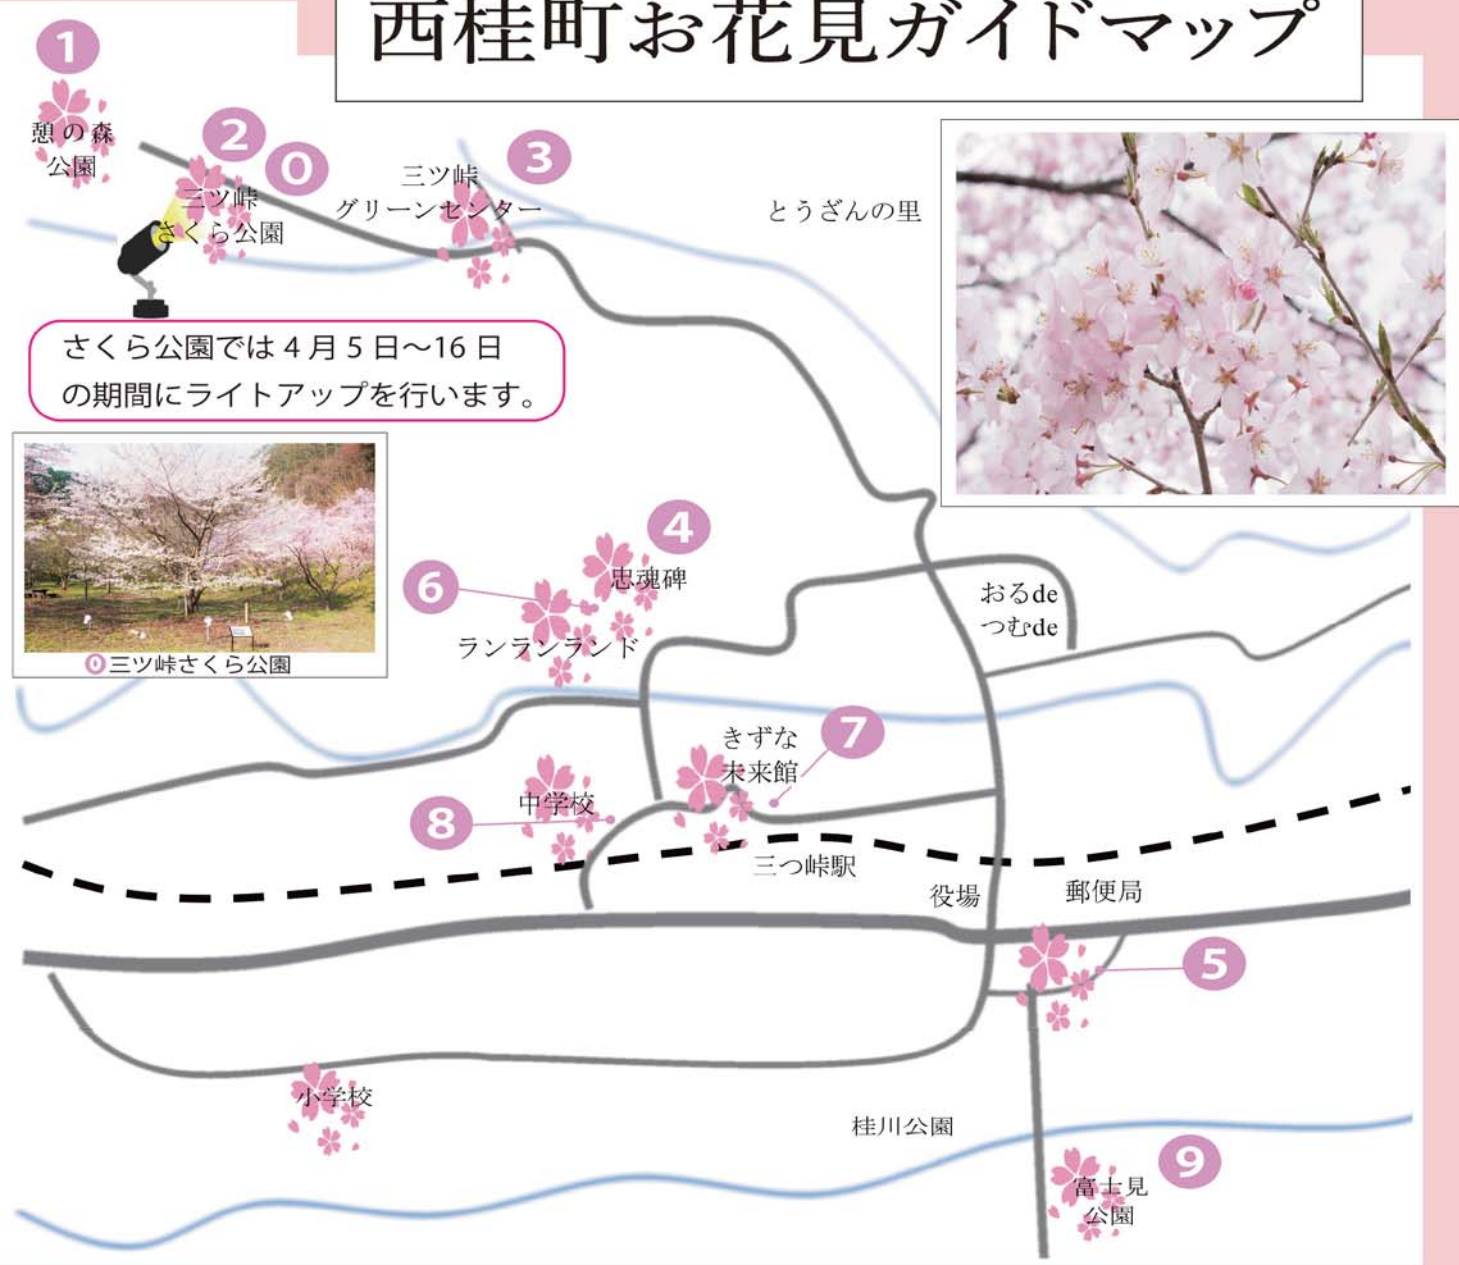 西桂町お花見ガイドマップ
1
憩の森
公園
2
0
三ツ峠
さくら公園
3
三ツ峠
グリーンセンター
とうざんの里
さくら公園では4月5日〜16日
の期間にライトアップを行います。
0三ツ峠さくら公園
4
忠魂碑
6
ランランランド
おるde
つむde
きずな
未来館
7
中学校
8
三つ峠駅
役場
郵便局
5
小学校
桂川公園
9
富士見
公園